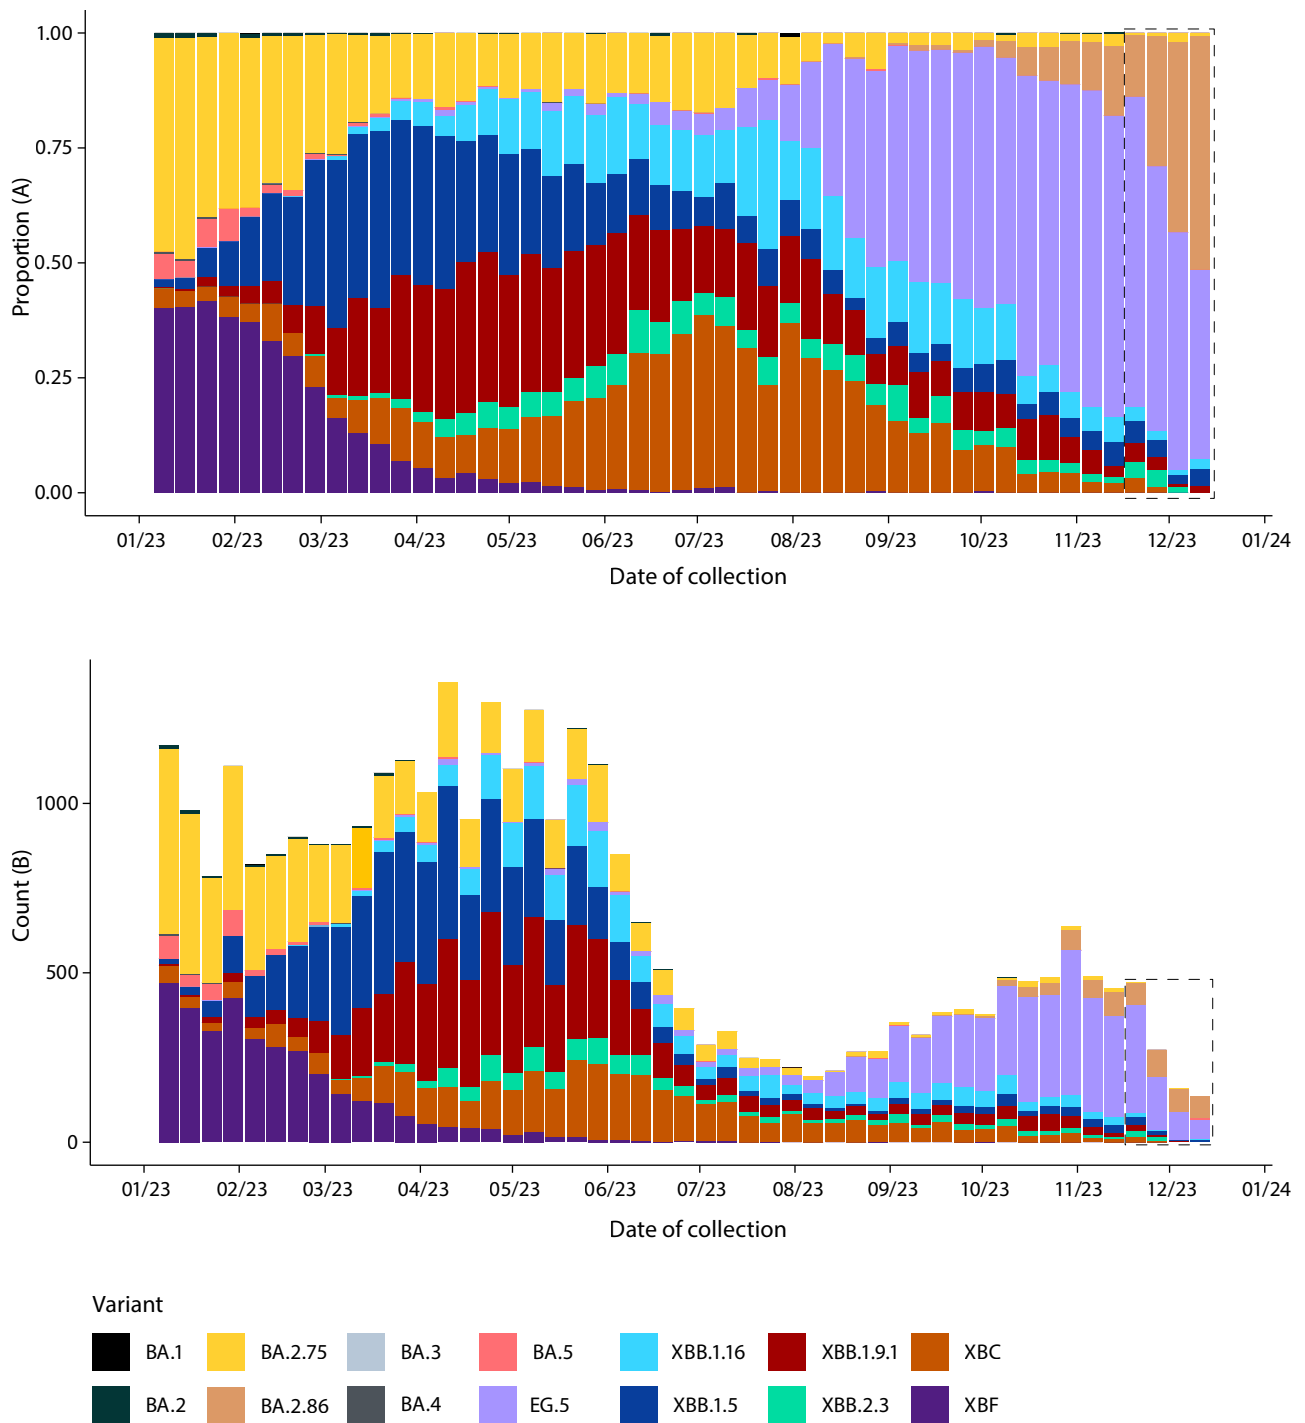 1.00
0.75
0.50
0.25
0.00
Proportion (A)
01/23 02/23 03/23 04/23 05/23 06/23 07/23 08/23 09/23 10/23 11/23 12/23 01/24
Date of collection
1000
500
0
Count (B)
01/23 02/23 03/23 04/23 05/23 06/23 07/23 08/23 09/23 10/23 11/23 12/23 01/24
Date of collection
Variant
BA.1 BA.2.75 BA.3 BA.5 XBB.1.16 XBB.1.9.1 XBC
BA.2 BA.2.86 BA.4 EG.5 XBB.1.5 XBB.2.3 XBF